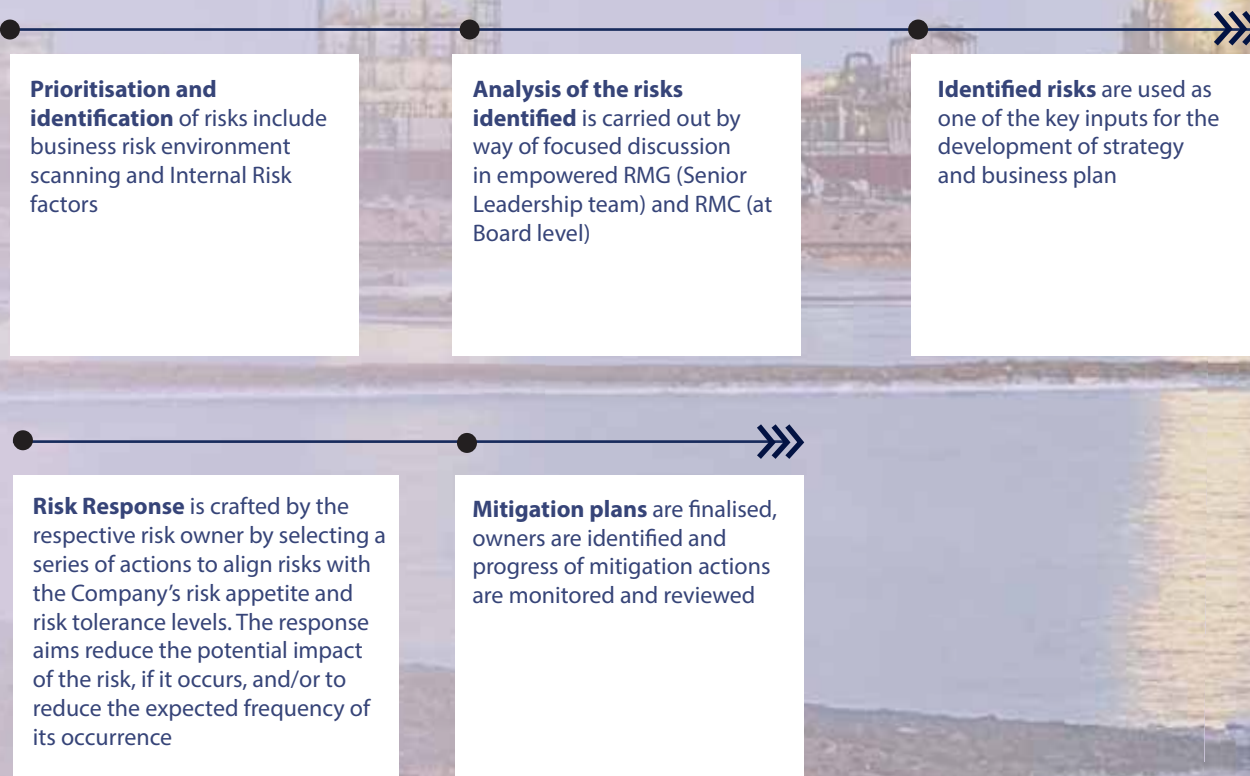 Prioritisation and
identification of risks include
business risk environment
scanning and Internal Risk
factors
Analysis of the risks
identified is carried out by
way of focused discussion
in empowered RMG (Senior
Leadership team) and RMC (at
Board level)
Identified risks are used as
one of the key inputs for the
development of strategy
and business plan
Risk Response is crafted by the
respective risk owner by selecting a
series of actions to align risks with
the Company's risk appetite and
risk tolerance levels. The response
aims reduce the potential impact
of the risk, if it occurs, and/or to
reduce the expected frequency of
its occurrence
Mitigation plans are finalised,
owners are identified and
progress of mitigation actions
are monitored and reviewed